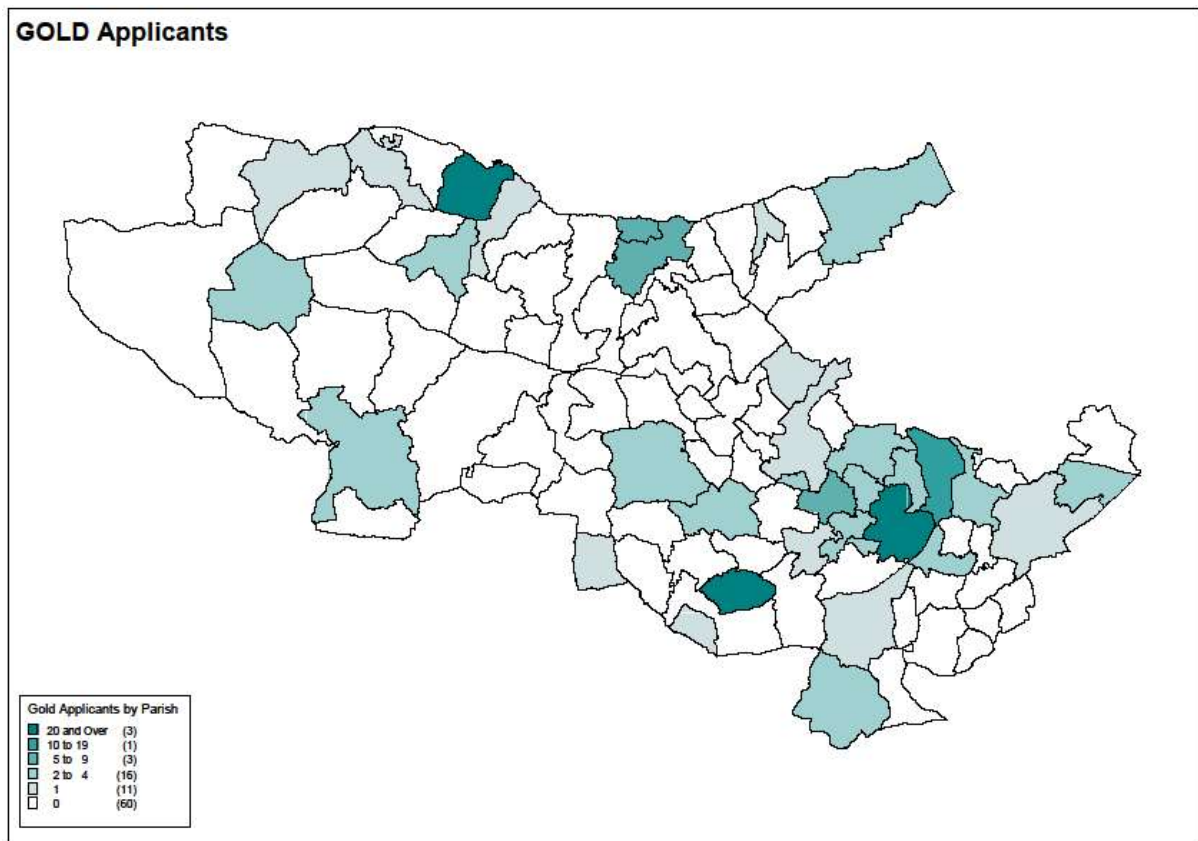 GOLD Applicants
Gold Applicants by Parish
20 and Over (3)
10 to 19 (1)
5 to 9 (3)
2 to 4 (16)
1 (11)
0 (60)